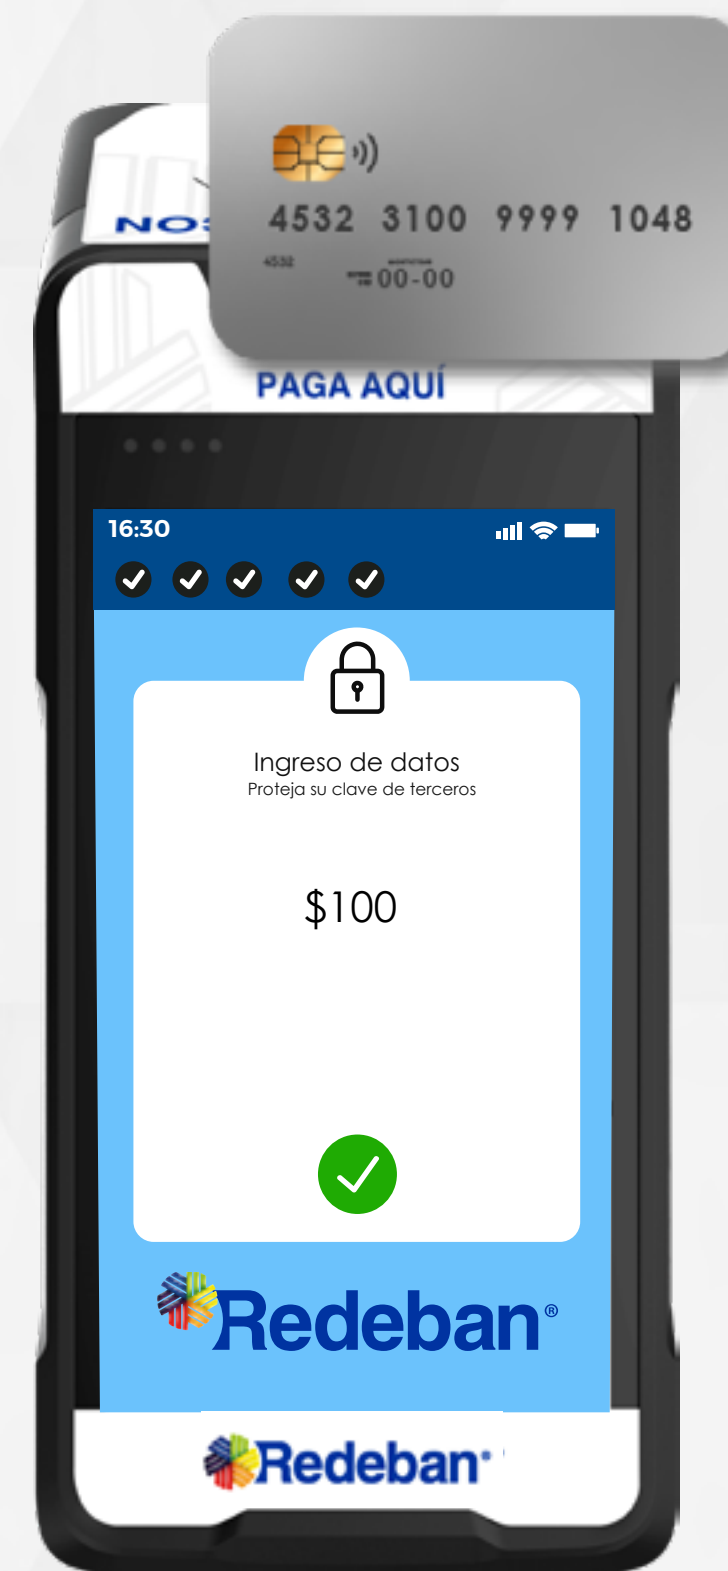 4532 3100 9999 1048
4532
00-00
PAGA AQUÍ
16:30
Ingreso de datos
Proteja su clave de terceros
$100
Redeban®
Redeban